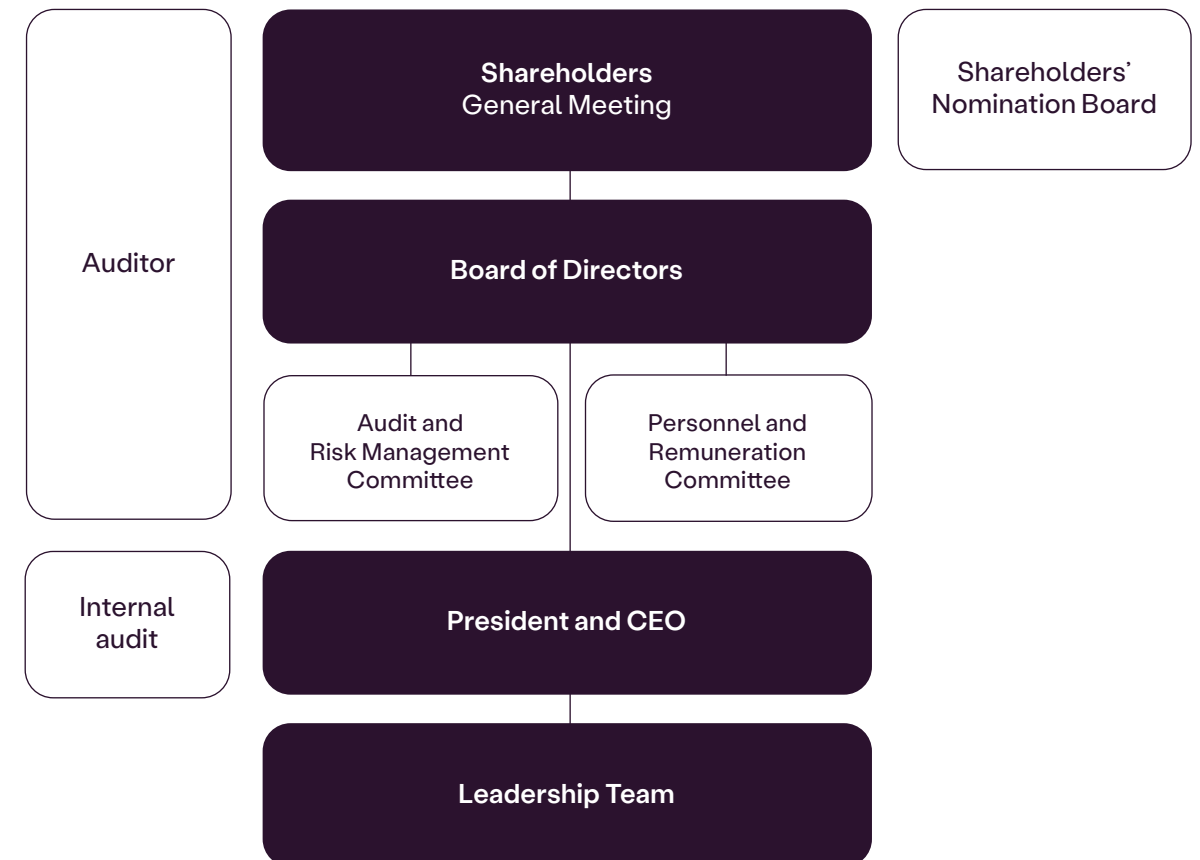 Shareholders
General Meeting
Shareholders’
Nomination Board
Auditor
Board of Directors
Audit and
Risk Management
Committee
Personnel and
Remuneration
Committee
Internal
audit
President and CEO
Leadership Team